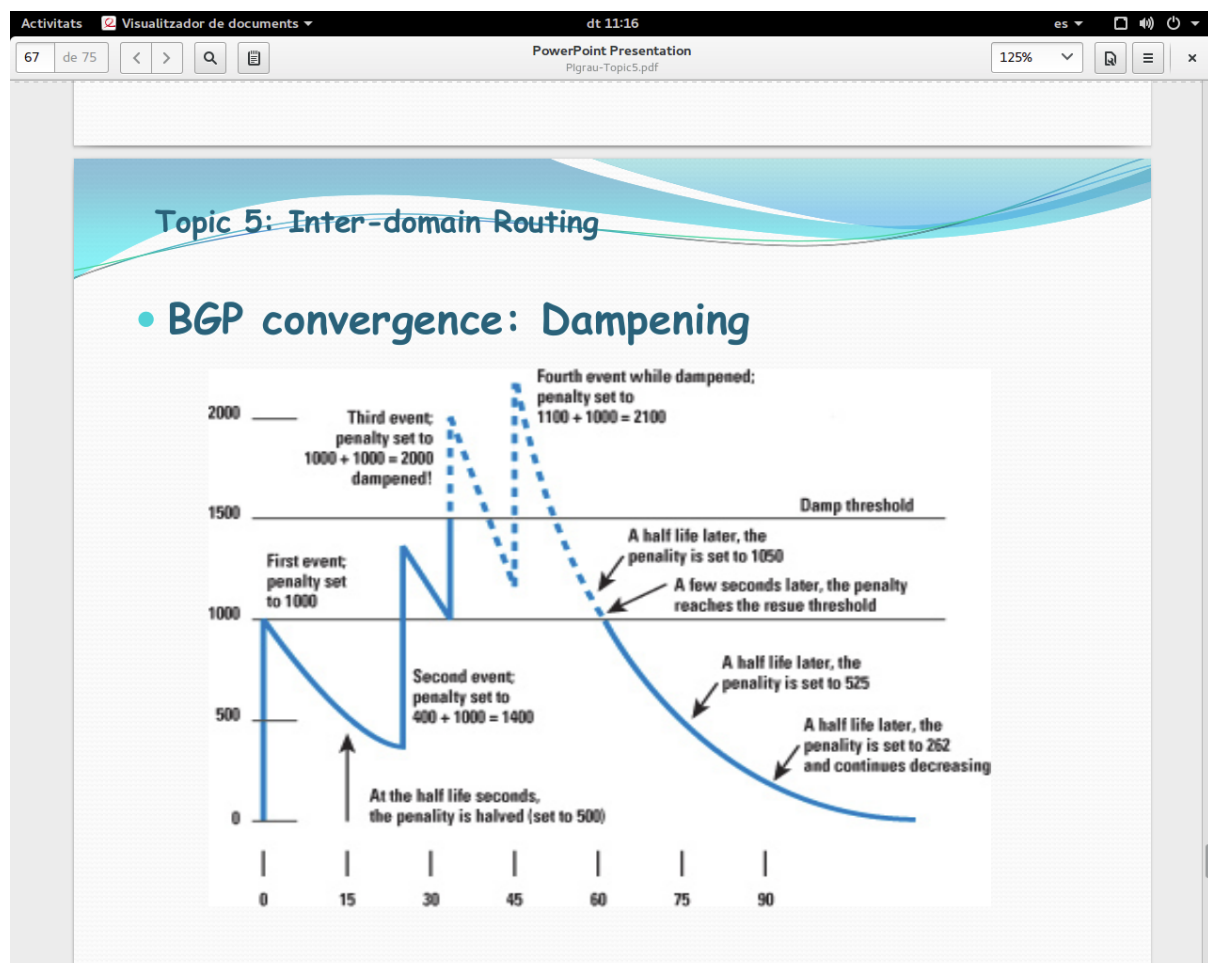 Activitats Visualitzador de documents dt 11:16 es
67 de 75 PowerPoint Presentation 125%
PIgrau-Topic5.pdf
Topic 5: Inter-domain Routing
BGP convergence: Dampening
Fourth event while dampened;
penalty set to
1100 + 1000 = 2100
2000
Third event;
penalty set to
1000 + 1000 = 2000
dampened!
1500
Damp threshold
A half life later, the
penality is set to 1050
First event;
penalty set
to 1000
A few seconds later, the penalty
reaches the resue threshold
1000
Second event;
penalty set to
400 + 1000 = 1400
A half life later, the
penality is set to 525
500
A half life later, the
penality is set to 262
and continues decreasing
At the half life seconds,
the penality is halved (set to 500)
0
0 15 30 45 60 75 90